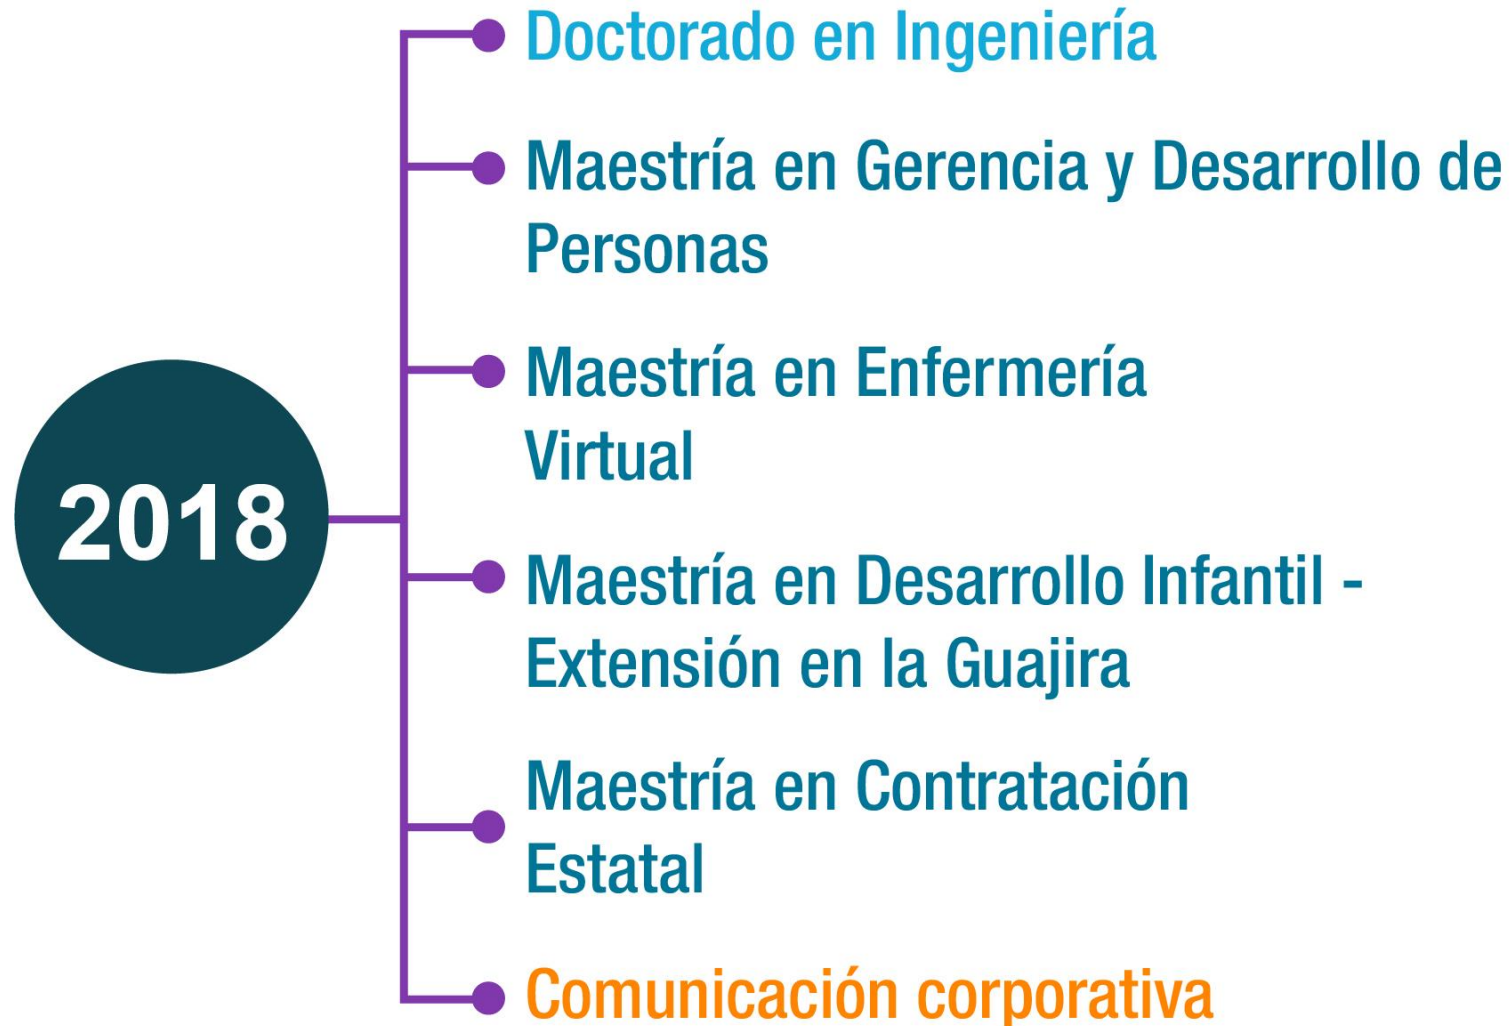 Doctorado en Ingeniería
Maestría en Gerencia y Desarrollo de
Personas
Maestría en Enfermería
Virtual
2018
Maestría en Desarrollo Infantil -
Extensión en la Guajira
Maestría en Contratación
Estatal
Comunicación corporativa